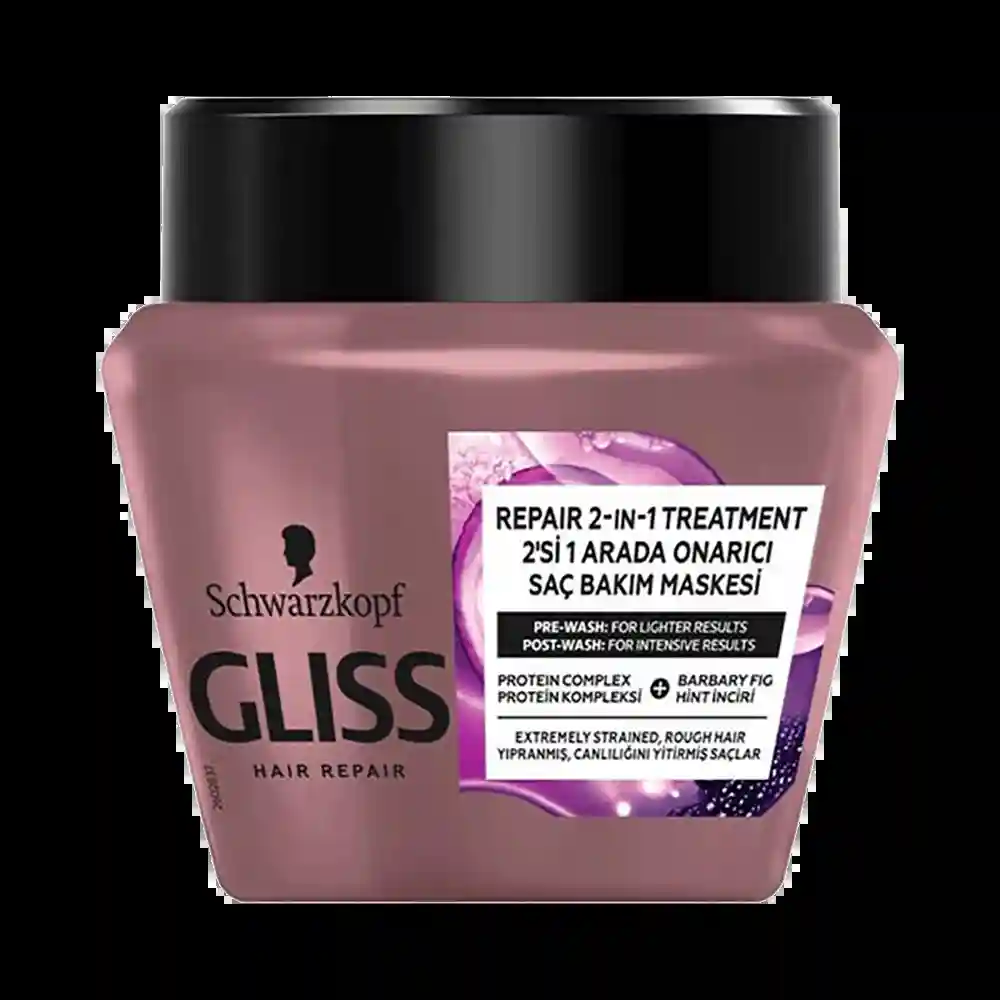 Schwarzkopf
GLISS
HAIR REPAIR
REPAIR 2-IN-1 TREATMENT
2'Sİ 1 ARADA ONARICI
SAÇ BAKIM MASKESİ
PRE-WASH: FOR LIGHTER RESULTS
POST-WASH: FOR INTENSIVE RESULTS
PROTEIN COMPLEX + BARBARY FIG
PROTEİN KOMPLEKSİ HİNT İNCİRİ
EXTREMELY STRAINED, ROUGH HAIR
YIPRANMIŞ, CANLILIĞINI YİTİRMİŞ SAÇLAR